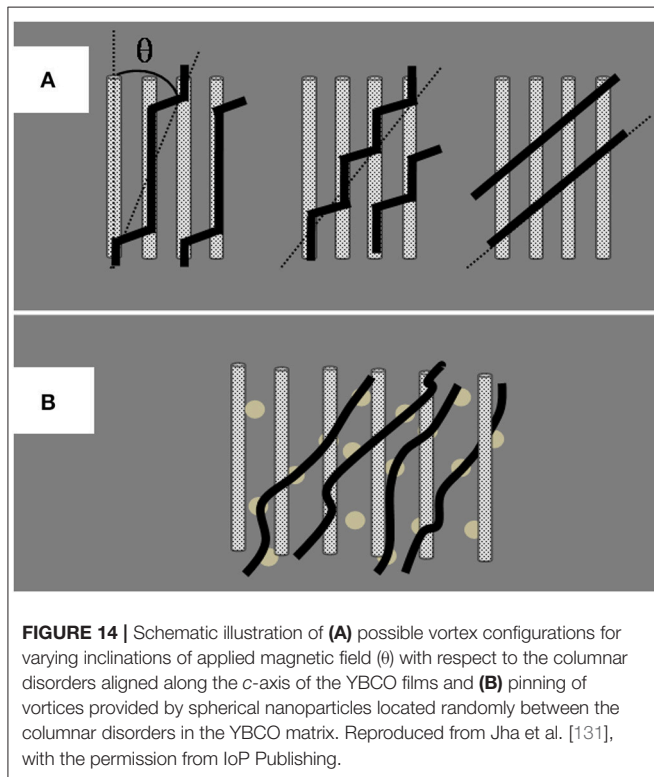 θ
A
B
FIGURE 14 | Schematic illustration of (A) possible vortex configurations for
varying inclinations of applied magnetic field (θ) with respect to the columnar
disorders aligned along the c-axis of the YBCO films and (B) pinning of
vortices provided by spherical nanoparticles located randomly between the
columnar disorders in the YBCO matrix. Reproduced from Jha et al. [131],
with the permission from IoP Publishing.